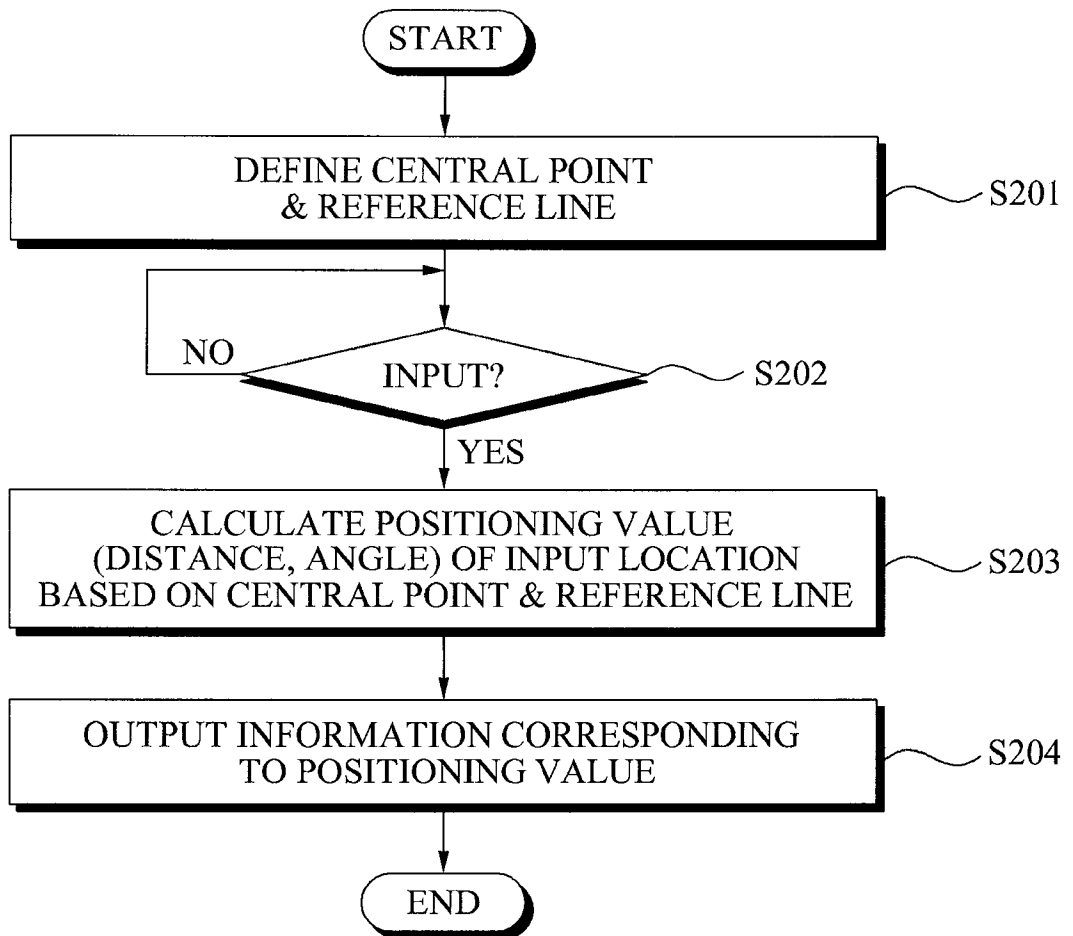 START
DEFINE CENTRAL POINT
& REFERENCE LINE
S201
NO
INPUT?
S202
YES
CALCULATE POSITIONING VALUE
(DISTANCE, ANGLE) OF INPUT LOCATION
BASED ON CENTRAL POINT & REFERENCE LINE
S203
OUTPUT INFORMATION CORRESPONDING
TO POSITIONING VALUE
S204
END